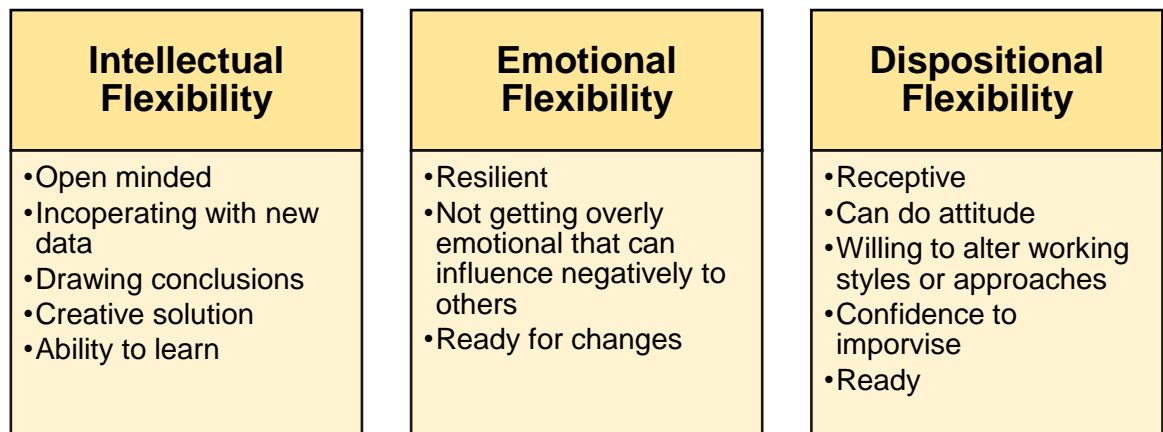 Intellectual
Flexibility
•Open minded
•Incoperating with new
data
•Drawing conclusions
•Creative solution
•Ability to learn
Emotional
Flexibility
•Resilient
•Not getting overly
emotional that can
influence negatively to
others
•Ready for changes
Dispositional
Flexibility
•Receptive
•Can do attitude
•Willing to alter working
styles or approaches
•Confidence to
imporvise
•Ready